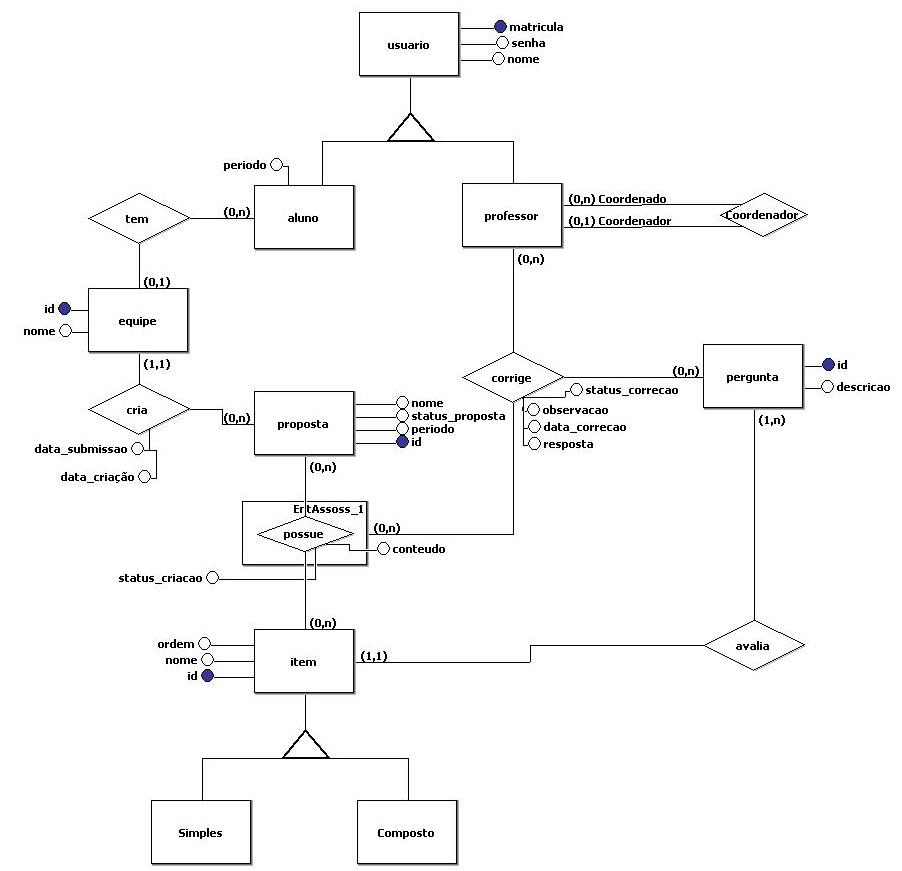 usuario
matricula
senha
nome
periodo
aluno
professor
(0,n) Coordenado
(0,1) Coordenador
Coordenador
tem
(0,n)
(0,n)
(0,1)
id
nome
equipe
(1,1)
corrige
(0,n)
pergunta
id
descricao
(1,n)
status_correcao
observacao
data_correcao
resposta
cria
(0,n)
proposta
nome
status_proposta
periodo
id
data_submissao
data_criação
(0,n)
EntAssoss_1
possue
(0,n)
conteudo
status_criacao
(0,n)
ordem
nome
id
item
(1,1)
avalia
Simples
Composto